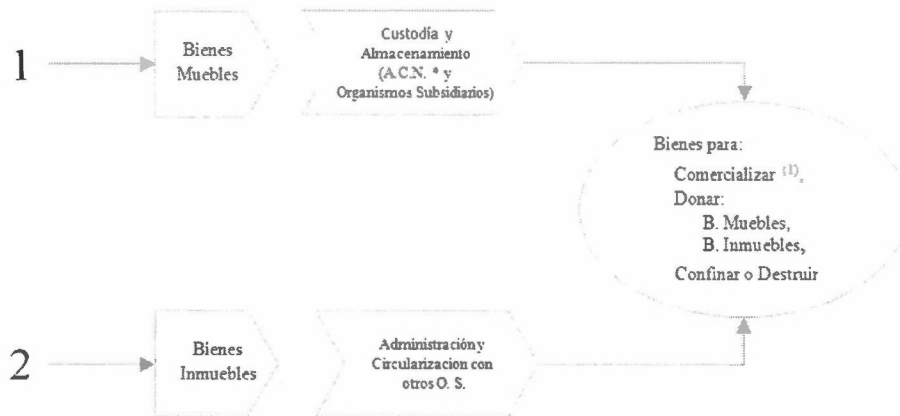 1
Bienes
Muebles
Custodía y
Almacenamiento
(A.C.N. * y
Organismos Subsidiarios)
Bienes para:
Comercializar (1),
Donar:
B. Muebles,
B. Inmuebles,
Confinar o Destruir
2
Bienes
Inmuebles
Administración y
Circularizacion con
otros O. S.